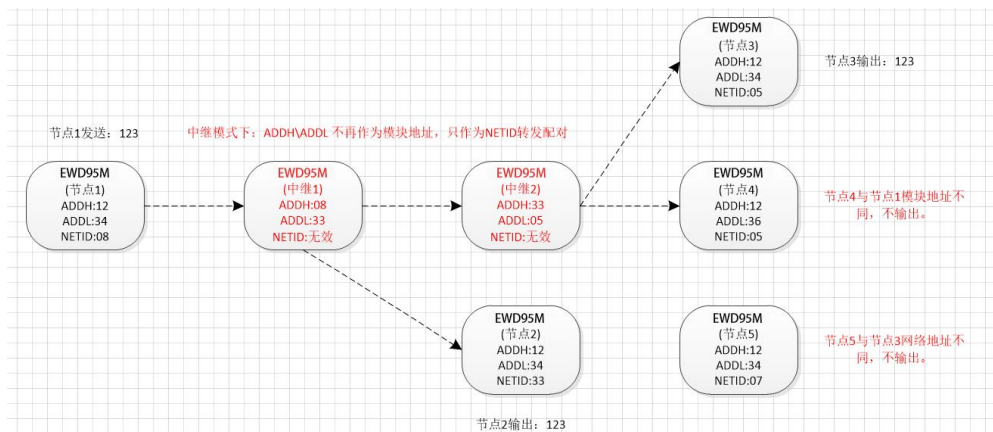 EWD95M
(节点3)
ADDH:12
ADDL:34
NETID:05
节点3输出：123
节点1发送：123
中继模式下：ADDH\ADDL 不再作为模块地址，只作为NETID转发配对
EWD95M
(节点1)
ADDH:12
ADDL:34
NETID:08
EWD95M
(中继1)
ADDH:08
ADDL:33
NETID:无效
EWD95M
(中继2)
ADDH:33
ADDL:05
NETID:无效
EWD95M
(节点4)
ADDH:12
ADDL:36
NETID:05
节点4与节点1模块地址不
同，不输出。
EWD95M
(节点2)
ADDH:12
ADDL:34
NETID:33
EWD95M
(节点5)
ADDH:12
ADDL:34
NETID:07
节点5与节点3网络地址不
同，不输出。
节点2输出：123